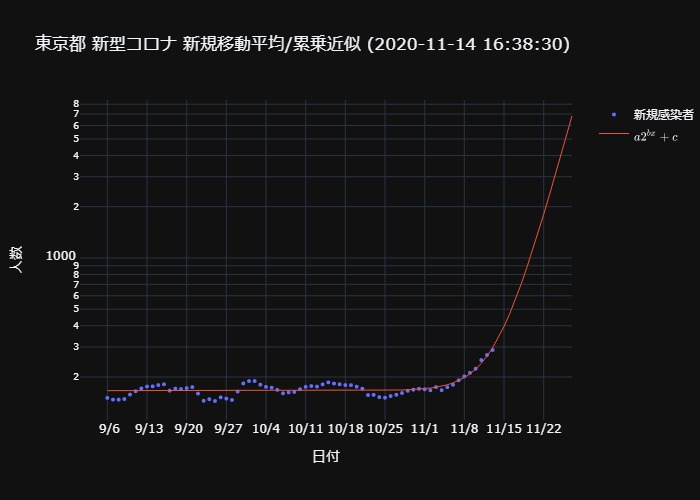 東京都 新型コロナ 新規移動平均/累乗近似 (2020-11-14 16:38:30)
新規感染者
a2^{bx} + c
人数
8
7
6
5
4
3
2
1000
9
8
7
6
5
4
3
2
9/6 9/13 9/20 9/27 10/4 10/11 10/18 10/25 11/1 11/8 11/15 11/22
日付